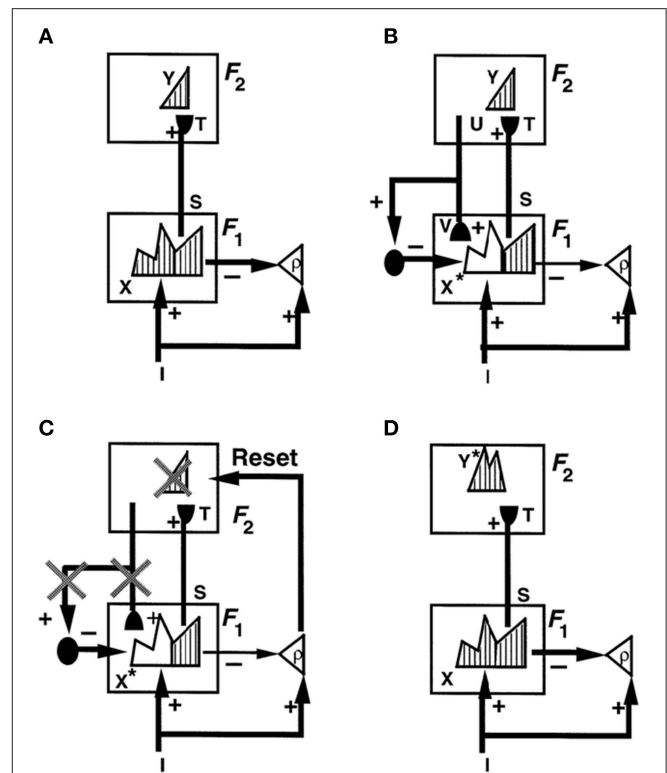 A
Y
F2
+
T
S
F1
X
−
ρ
+
+
I
B
Y
F2
U
+
T
+
S
V
+
F1
−
X*
−
ρ
+
+
I
C
Reset
+
T
F2
S
+
+
F1
−
X*
−
ρ
+
+
I
D
Y*
F2
+
T
S
F1
X
−
ρ
+
+
I